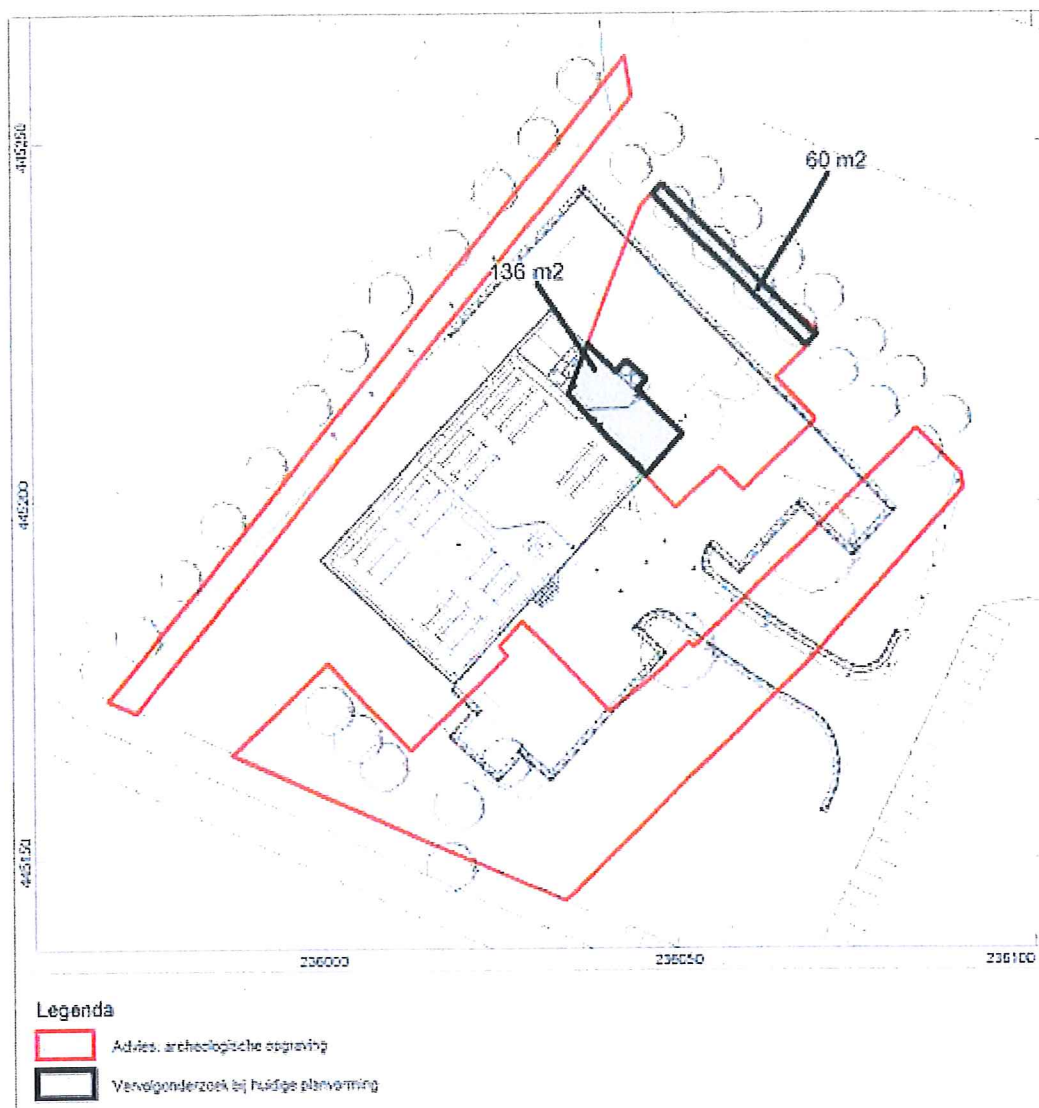 445250
60 m2
136 m2
445200
445150
236000
236050
236100
Legenda
Advies: archeologische opgraving
Vervolgonderzoek bij huidige planvorming